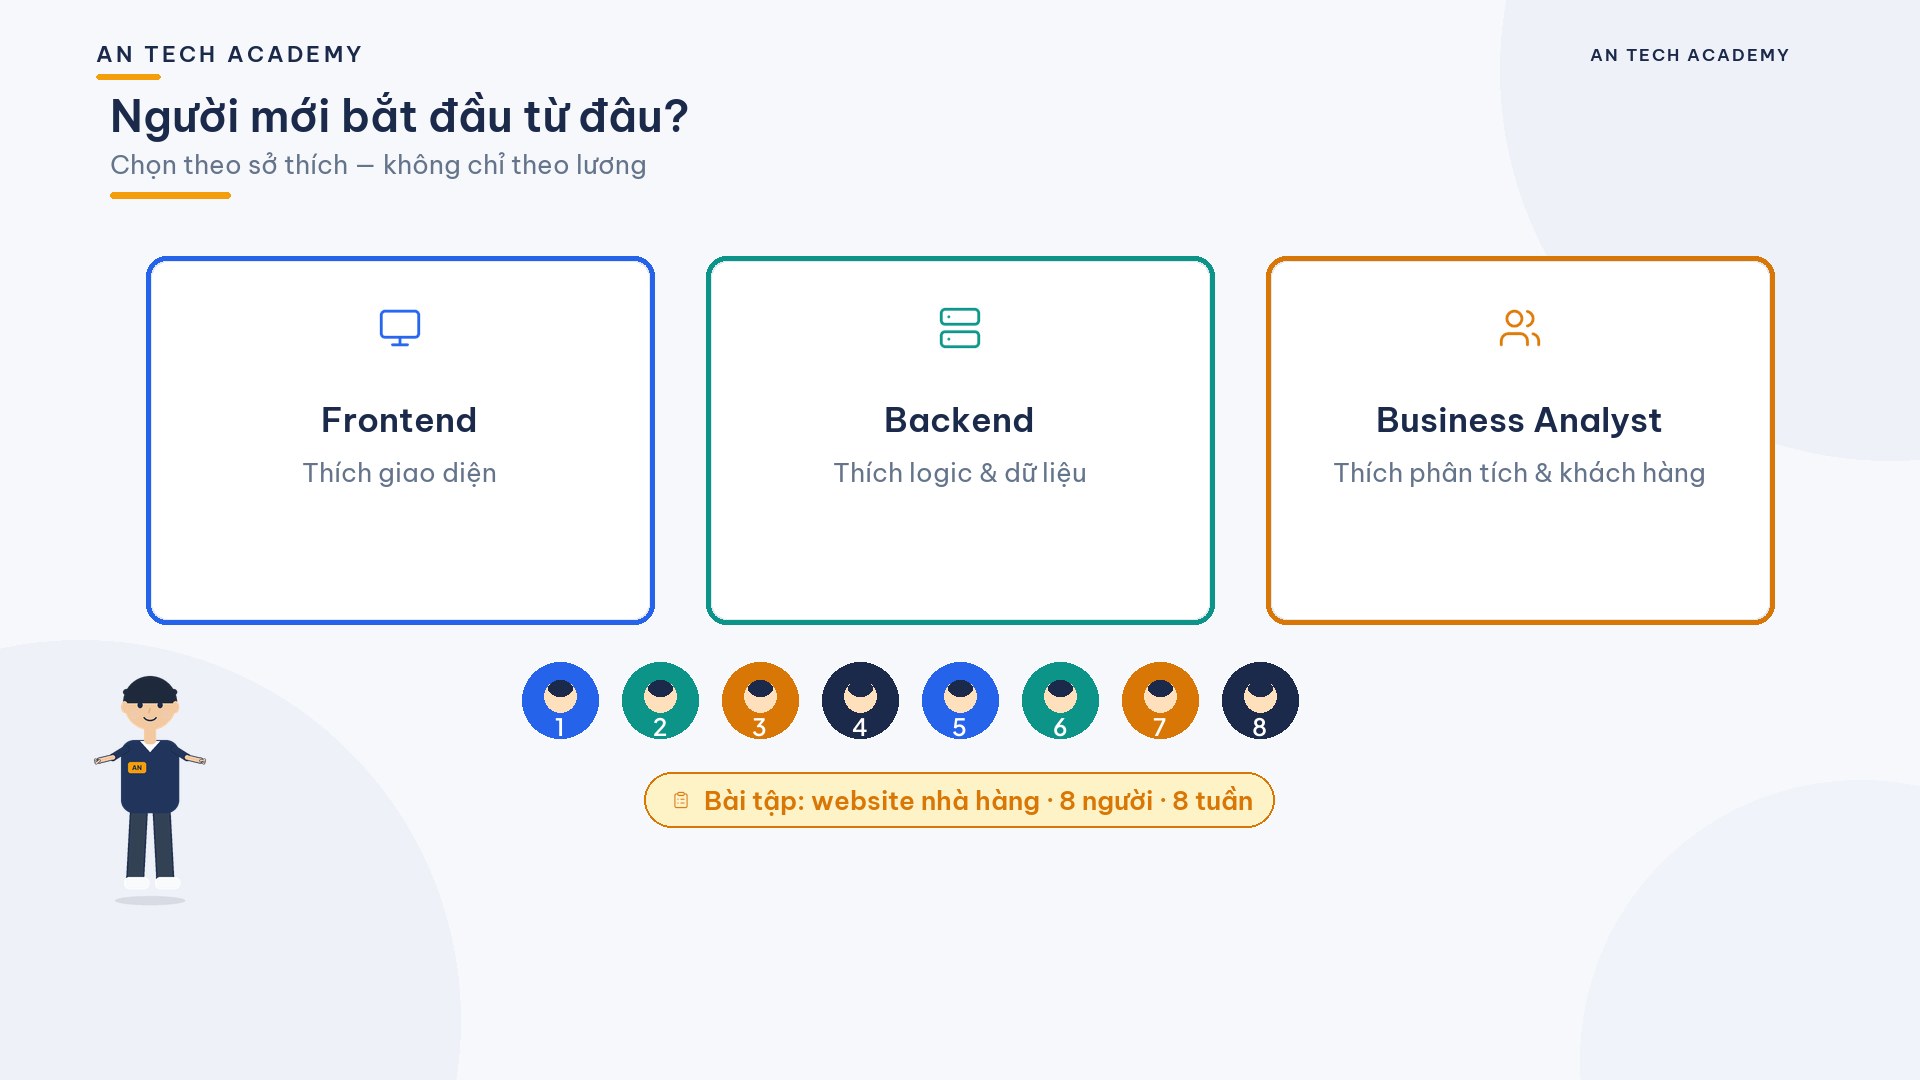 AN TECH ACADEMY
AN TECH ACADEMY
Người mới bắt đầu từ đâu?
Chọn theo sở thích — không chỉ theo lương
Frontend
Thích giao diện
Backend
Thích logic & dữ liệu
Business Analyst
Thích phân tích & khách hàng
1 2 3 4 5 6 7 8
AN
Bài tập: website nhà hàng · 8 người · 8 tuần